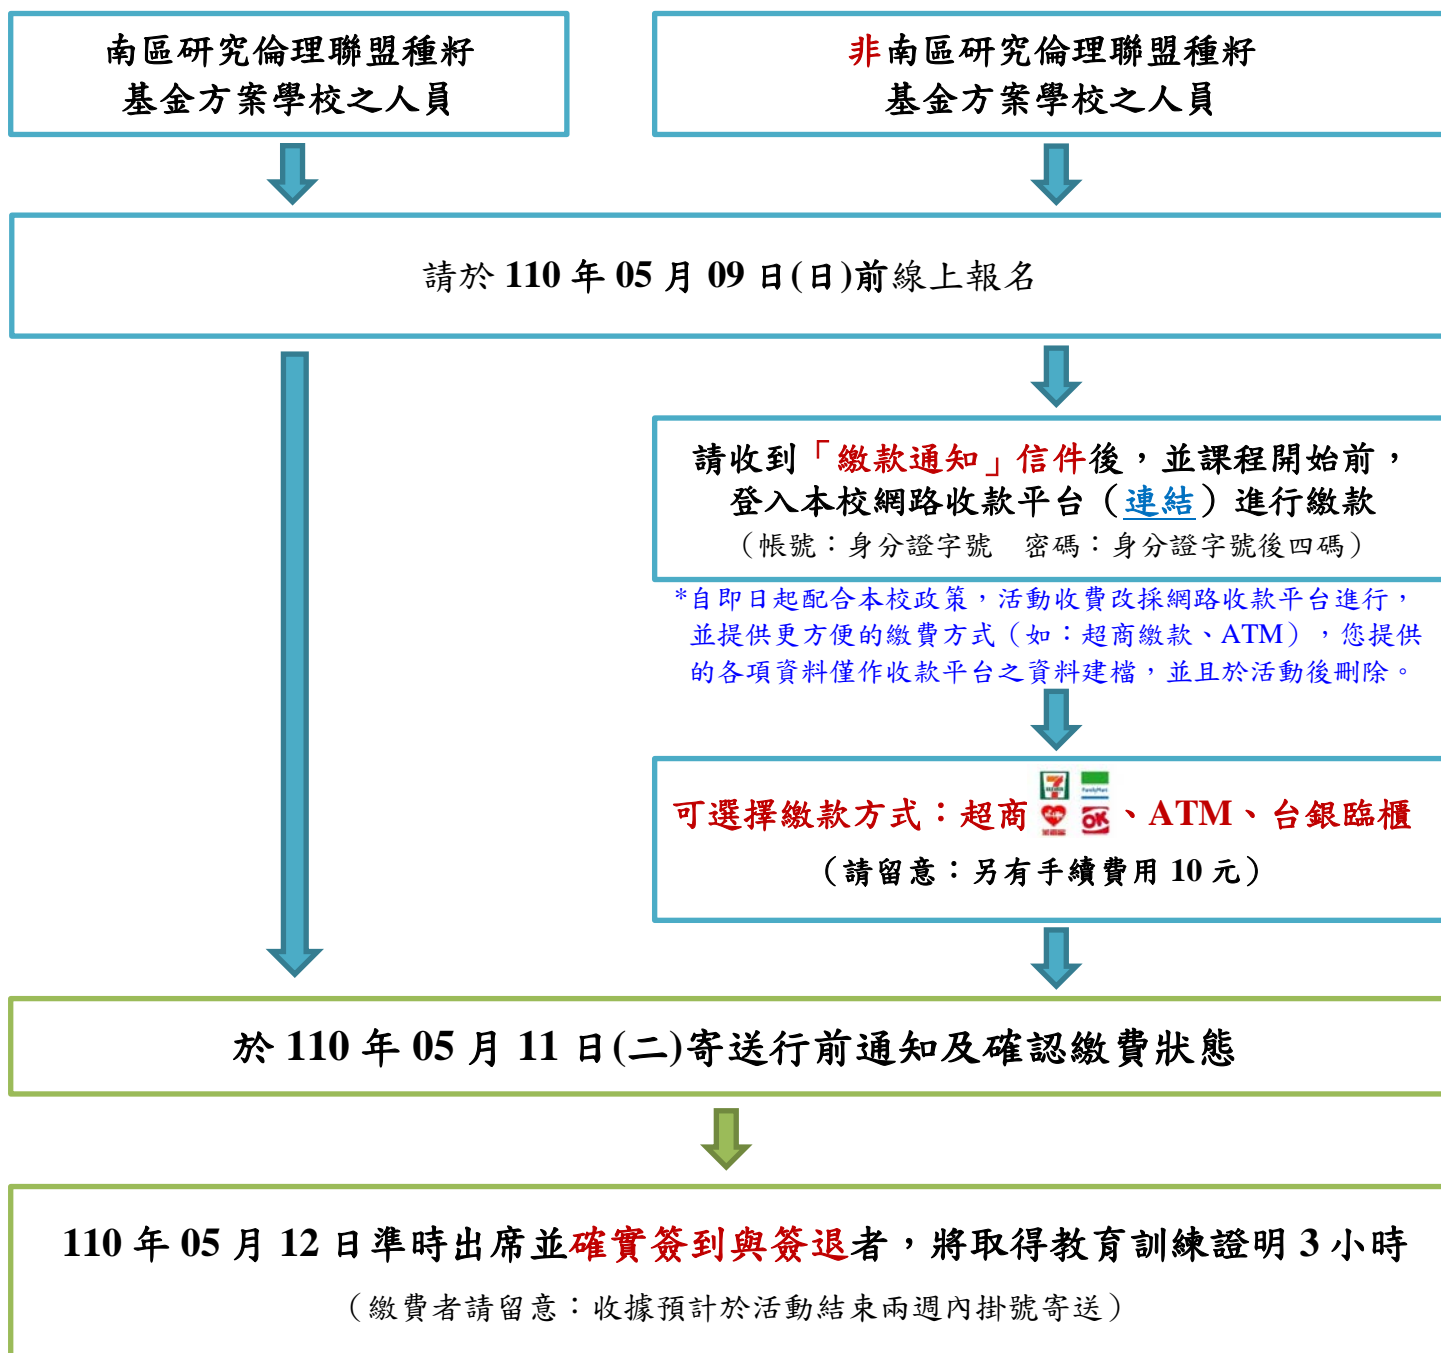 南區研究倫理聯盟種籽
基金方案學校之人員
非南區研究倫理聯盟種籽
基金方案學校之人員
請於 110 年 05 月 09 日(日)前線上報名
請收到「繳款通知」信件後，並課程開始前，
登入本校網路收款平台（連結）進行繳款
（帳號：身分證字號　密碼：身分證字號後四碼）
*自即日起配合本校政策，活動收費改採網路收款平台進行，
並提供更方便的繳費方式（如：超商繳款、ATM），您提供
的各項資料僅作收款平台之資料建檔，並且於活動後刪除。
可選擇繳款方式：超商 7 ELEVEN FamilyMart OK、ATM、台銀臨櫃
（請留意：另有手續費用 10 元）
於 110 年 05 月 11 日(二)寄送行前通知及確認繳費狀態
110 年 05 月 12 日準時出席並確實簽到與簽退者，將取得教育訓練證明 3 小時
（繳費者請留意：收據預計於活動結束兩週內掛號寄送）